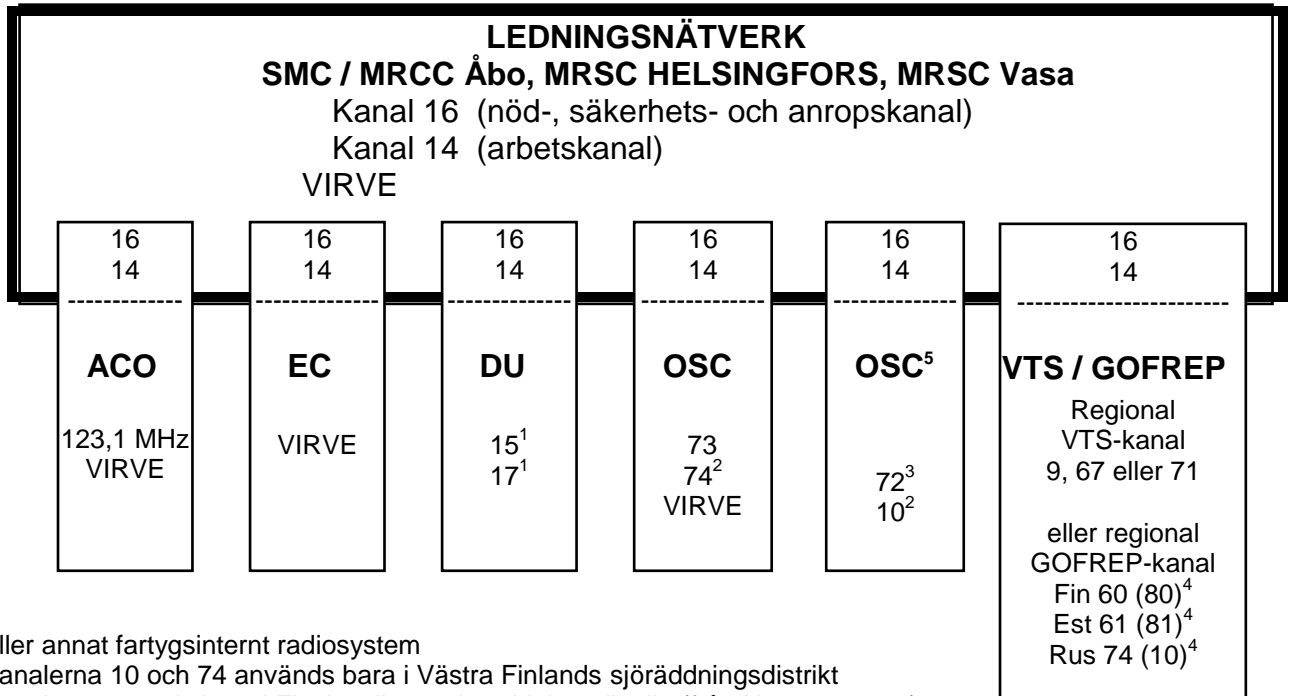 LEDNINGSNÄTVERK
SMC / MRCC Åbo, MRSC HELSINGFORS, MRSC Vasa
Kanal 16 (nöd-, säkerhets- och anropskanal)
Kanal 14 (arbetskanal)
VIRVE
16
14
-------------
ACO
123,1 MHz
VIRVE
16
14
--------------
EC
VIRVE
16
14
--------------
DU
15¹
17¹
16
14
--------------
OSC
73
74²
VIRVE
16
14
--------------
OSC⁵
72³
10²
16
14
------------------------
VTS / GOFREP
Regional
VTS-kanal
9, 67 eller 71
eller regional
GOFREP-kanal
Fin 60 (80)⁴
Est 61 (81)⁴
Rus 74 (10)⁴
ller annat fartygsinternt radiosystem
analerna 10 och 74 används bara i Västra Finlands sjöräddningsdistrikt